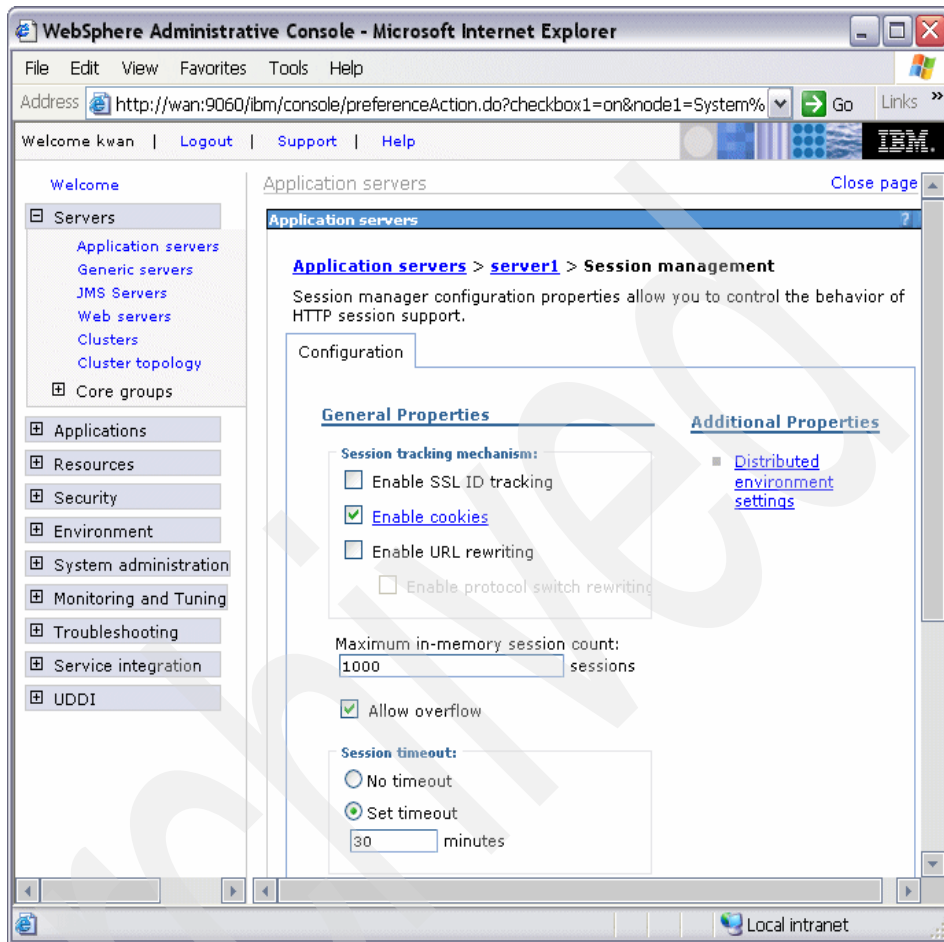 WebSphere Administrative Console - Microsoft Internet Explorer
File Edit View Favorites Tools Help
Address http://wan:9060/ibm/console/preferenceAction.do?checkbox1=on&node1=System% Go Links »
Welcome kwan | Logout | Support | Help IBM.
Welcome
Servers
Application servers
Generic servers
JMS Servers
Web servers
Clusters
Cluster topology
Core groups
Applications
Resources
Security
Environment
System administration
Monitoring and Tuning
Troubleshooting
Service integration
UDDI
Application servers Close page
Application servers ?
Application servers > server1 > Session management
Session manager configuration properties allow you to control the behavior of
HTTP session support.
Configuration
General Properties
Session tracking mechanism:
Enable SSL ID tracking
Enable cookies
Enable URL rewriting
Enable protocol switch rewriting
Maximum in-memory session count:
1000 sessions
Allow overflow
Session timeout:
No timeout
Set timeout
30 minutes
Additional Properties
Distributed
environment
settings
Local intranet
Archived